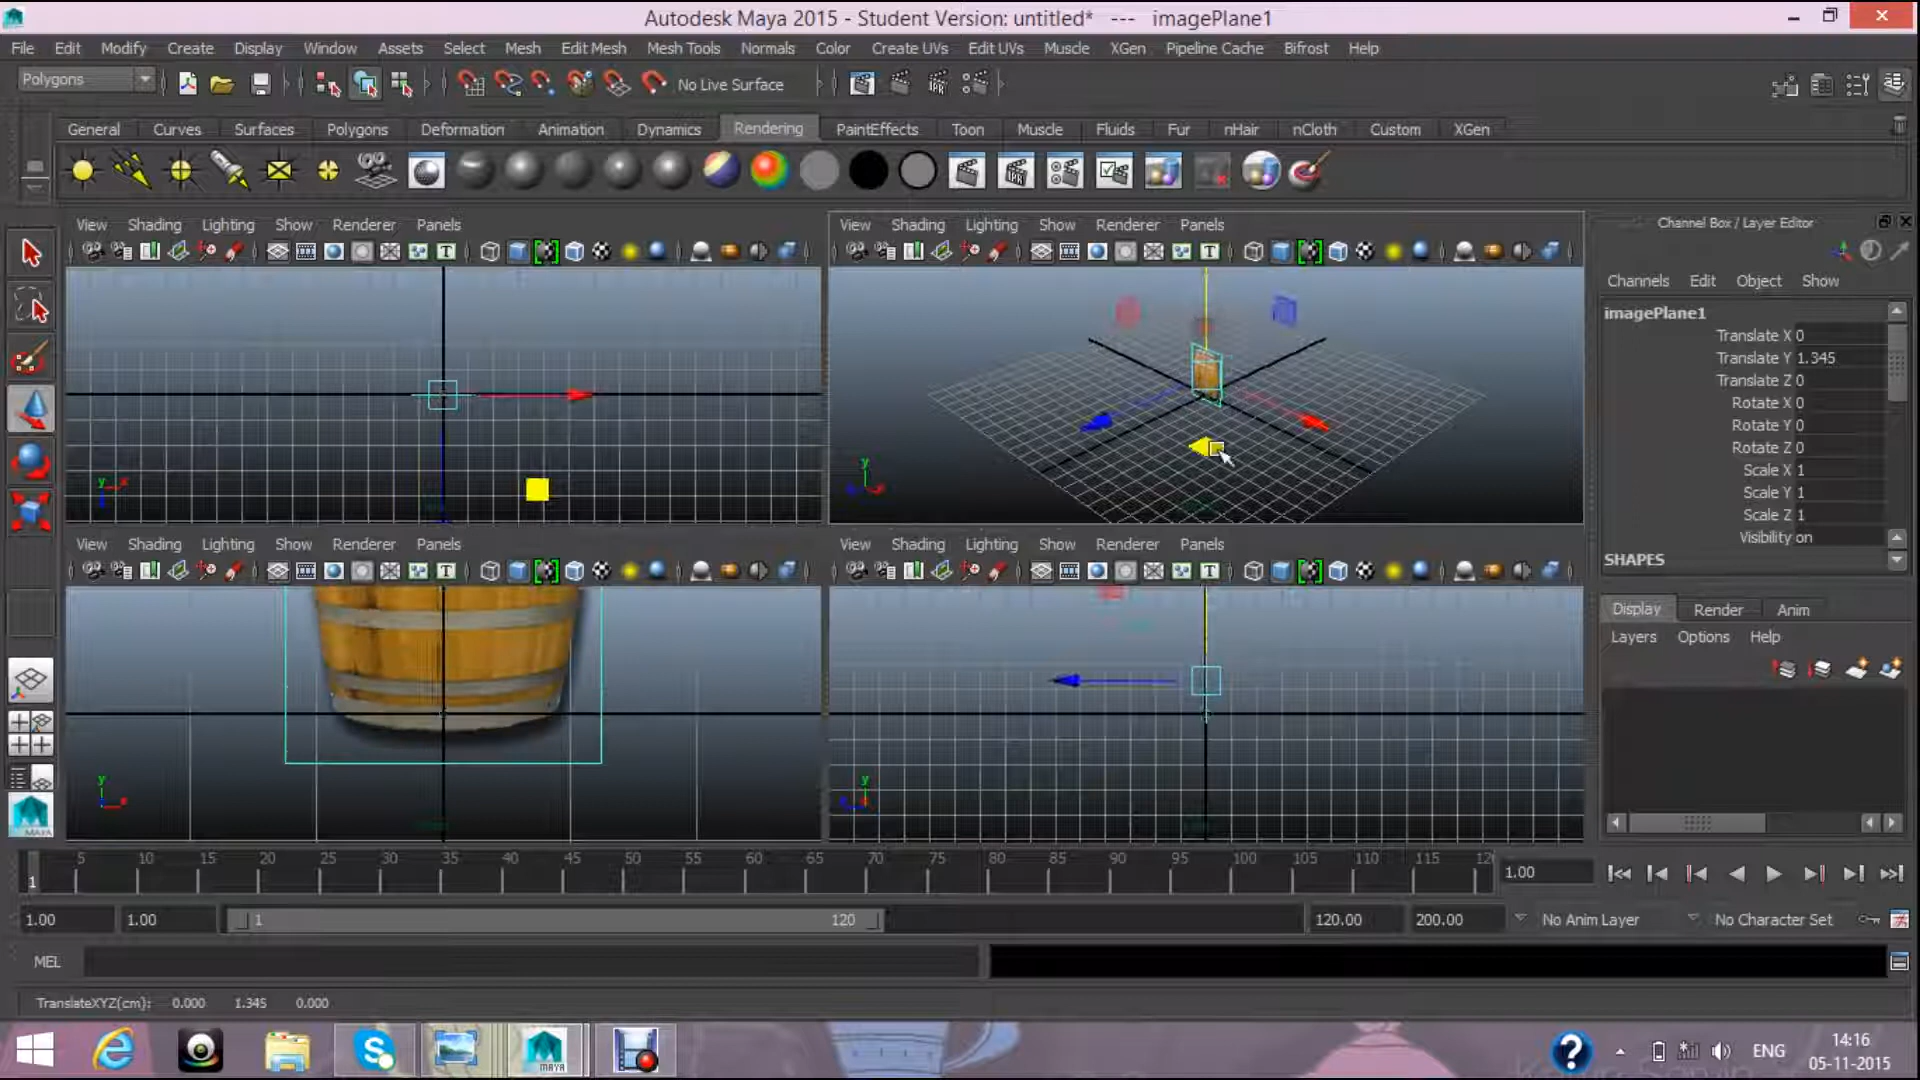 Autodesk Maya 2015 - Student Version: untitled* --- imagePlane1
File Edit Modify Create Display Window Assets Select Mesh Edit Mesh Mesh Tools Normals Color Create UVs Edit UVs Muscle XGen Pipeline Cache Bifrost Help
Polygons No Live Surface
General Curves Surfaces Polygons Deformation Animation Dynamics Rendering PaintEffects Toon Muscle Fluids Fur nHair nCloth Custom XGen
IPR
View Shading Lighting Show Renderer Panels
View Shading Lighting Show Renderer Panels
Channel Box / Layer Editor
Channels Edit Object Show
imagePlane1
Translate X 0
Translate Y 1.345
Translate Z 0
Rotate X 0
Rotate Y 0
Rotate Z 0
Scale X 1
Scale Y 1
Scale Z 1
Visibility on
SHAPES
y
y
View Shading Lighting Show Renderer Panels
View Shading Lighting Show Renderer Panels
Display Render Anim
Layers Options Help
y
y
MAYA
5 10 15 20 25 30 35 40 45 50 55 60 65 70 75 80 85 90 95 100 105 110 115 12
1
1.00
1.00 1.00 1 120 120.00 200.00 No Anim Layer No Character Set
MEL
TranslateXYZ(cm): 0.000 1.345 0.000
MAYA
ENG
14:16
05-11-2015